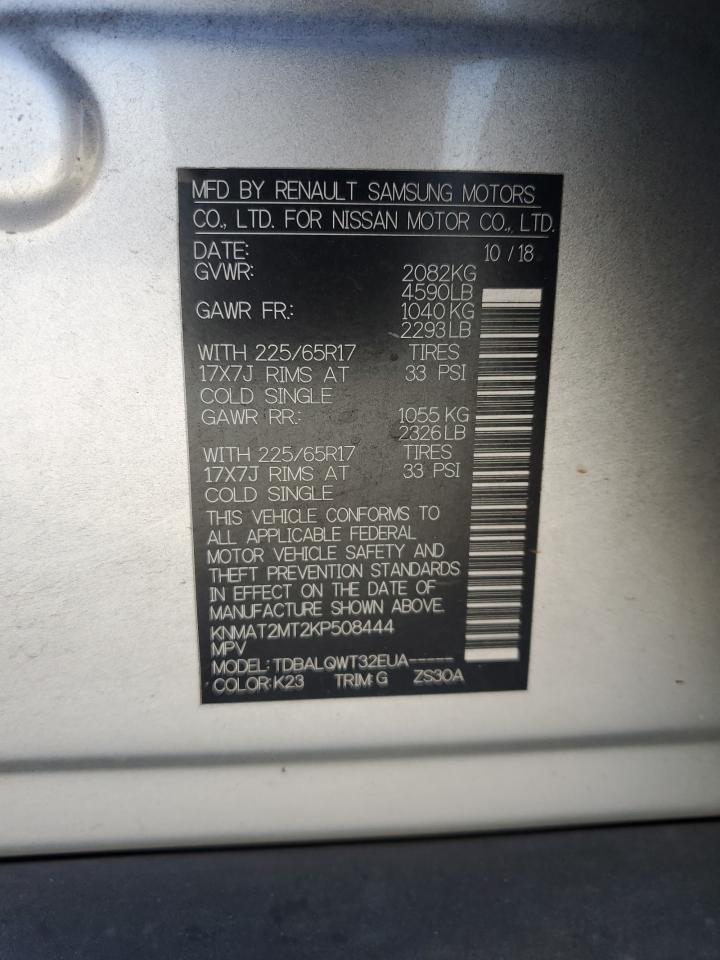 MFD BY RENAULT SAMSUNG MOTORS
CO., LTD. FOR NISSAN MOTOR CO., LTD.
DATE: 10 / 18
GVWR: 2082KG
4590LB
GAWR FR.: 1040 KG
2293 LB
WITH 225/65R17 TIRES
17X7J RIMS AT 33 PSI
COLD SINGLE
GAWR RR.: 1055 KG
2326 LB
WITH 225/65R17 TIRES
17X7J RIMS AT 33 PSI
COLD SINGLE
THIS VEHICLE CONFORMS TO
ALL APPLICABLE FEDERAL
MOTOR VEHICLE SAFETY AND
THEFT PREVENTION STANDARDS
IN EFFECT ON THE DATE OF
MANUFACTURE SHOWN ABOVE.
KNMAT2MT2KP508444
MPV
MODEL: TDBALQWT32EUA-----
COLOR: K23 TRIM: G ZS30A